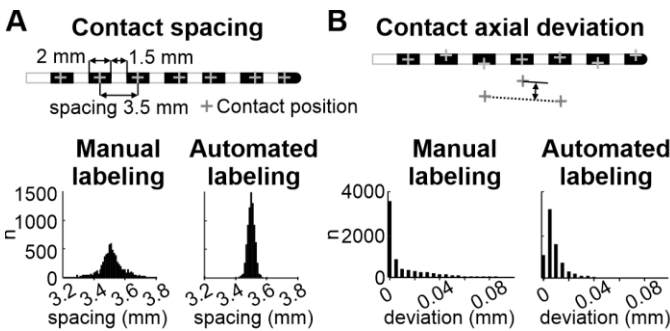 A Contact spacing
2 mm 1.5 mm
spacing 3.5 mm
Contact position
Manual labeling
Automated labeling
n
1500
1000
500
0
3.2 3.4 3.6 3.8
spacing (mm)
3.2 3.4 3.6 3.8
spacing (mm)
B Contact axial deviation
Manual labeling
Automated labeling
n
4000
2000
0
0 0.04 0.08
deviation (mm)
0 0.04 0.08
deviation (mm)